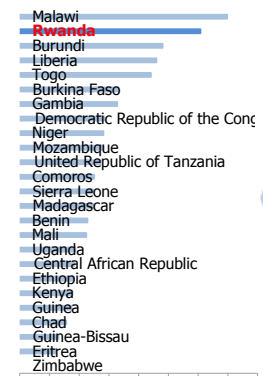 Malawi
Rwanda
Burundi
Liberia
Togo
Burkina Faso
Gambia
Democratic Republic of the Cong
Niger
Mozambique
United Republic of Tanzania
Comoros
Sierra Leone
Madagascar
Benin
Mali
Uganda
Central African Republic
Ethiopia
Kenya
Guinea
Chad
Guinea-Bissau
Eritrea
Zimbabwe